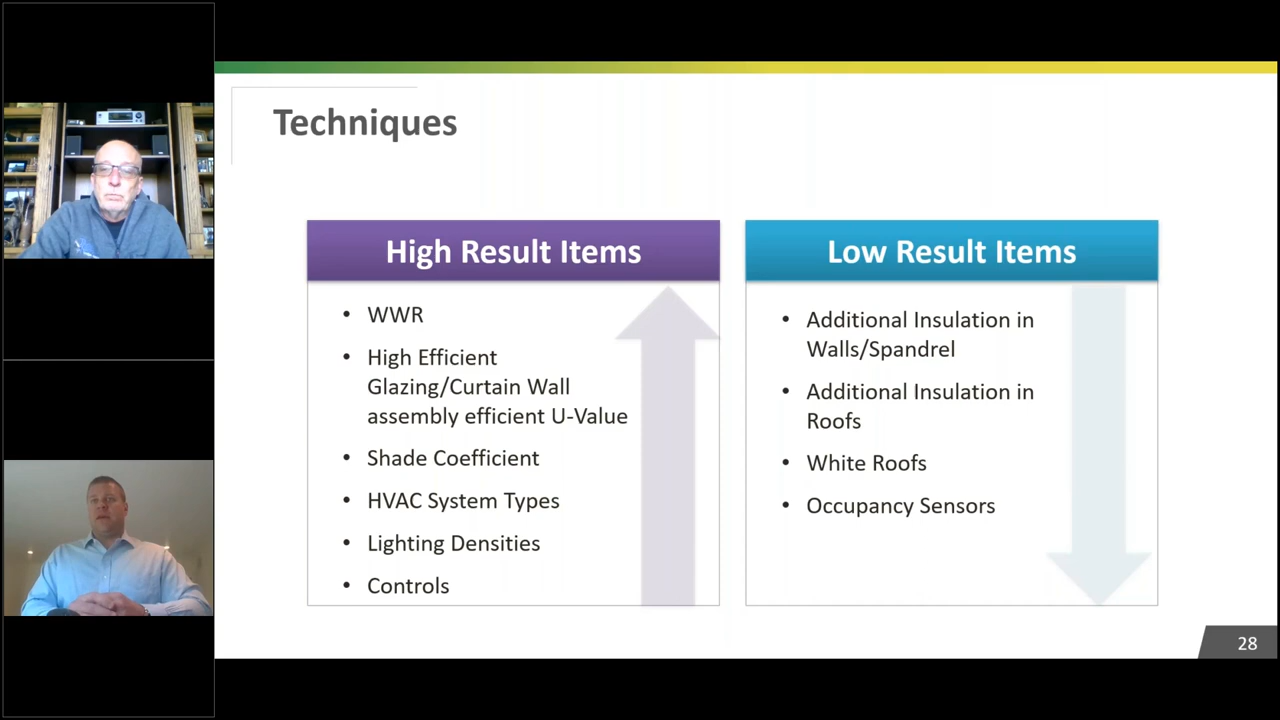 Techniques
High Result Items
• WWR
• High Efficient
Glazing/Curtain Wall
assembly efficient U-Value
• Shade Coefficient
• HVAC System Types
• Lighting Densities
• Controls
Low Result Items
• Additional Insulation in
Walls/Spandrel
• Additional Insulation in
Roofs
• White Roofs
• Occupancy Sensors
28